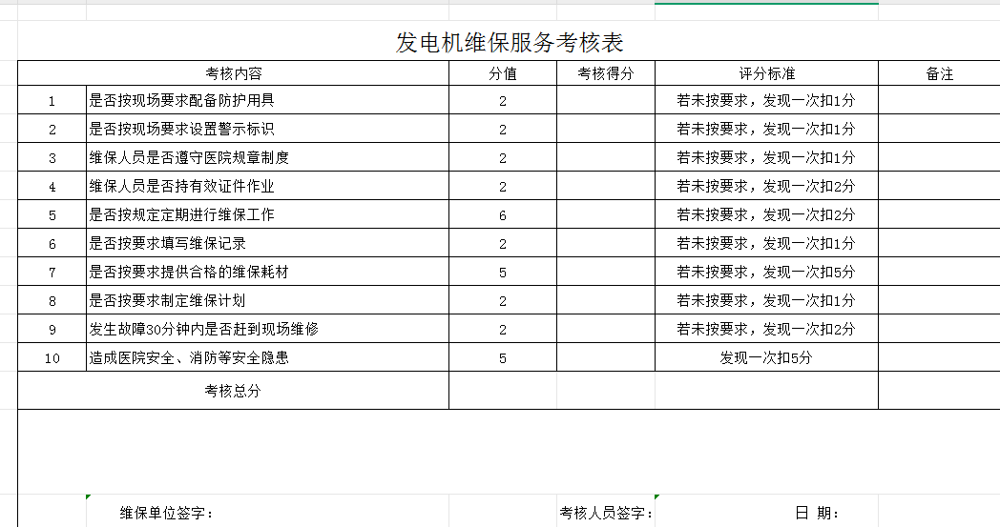 发电机维保服务考核表
考核内容 分值 考核得分 评分标准 备注
1 是否按现场要求配备防护用具 2 若未按要求，发现一次扣1分
2 是否按现场要求设置警示标识 2 若未按要求，发现一次扣1分
3 维保人员是否遵守医院规章制度 2 若未按要求，发现一次扣1分
4 维保人员是否持有效证件作业 2 若未按要求，发现一次扣2分
5 是否按规定定期进行维保工作 6 若未按要求，发现一次扣2分
6 是否按要求填写维保记录 2 若未按要求，发现一次扣1分
7 是否按要求提供合格的维保耗材 5 若未按要求，发现一次扣5分
8 是否按要求制定维保计划 2 若未按要求，发现一次扣1分
9 发生故障30分钟内是否赶到现场维修 2 若未按要求，发现一次扣2分
10 造成医院安全、消防等安全隐患 5 发现一次扣5分
考核总分
维保单位签字： 考核人员签字： 日 期：